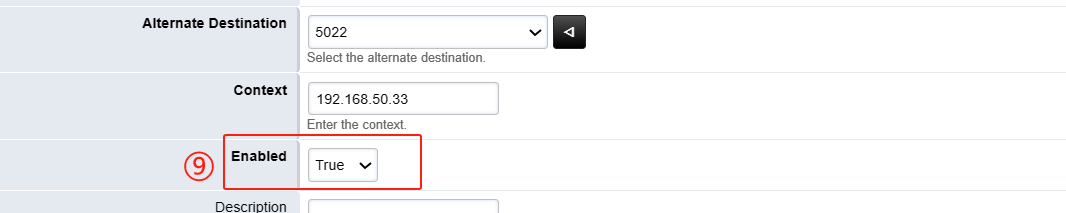 Alternate Destination
5022
Select the alternate destination.
Context
192.168.50.33
Enter the context.
⑨
Enabled
True
Description